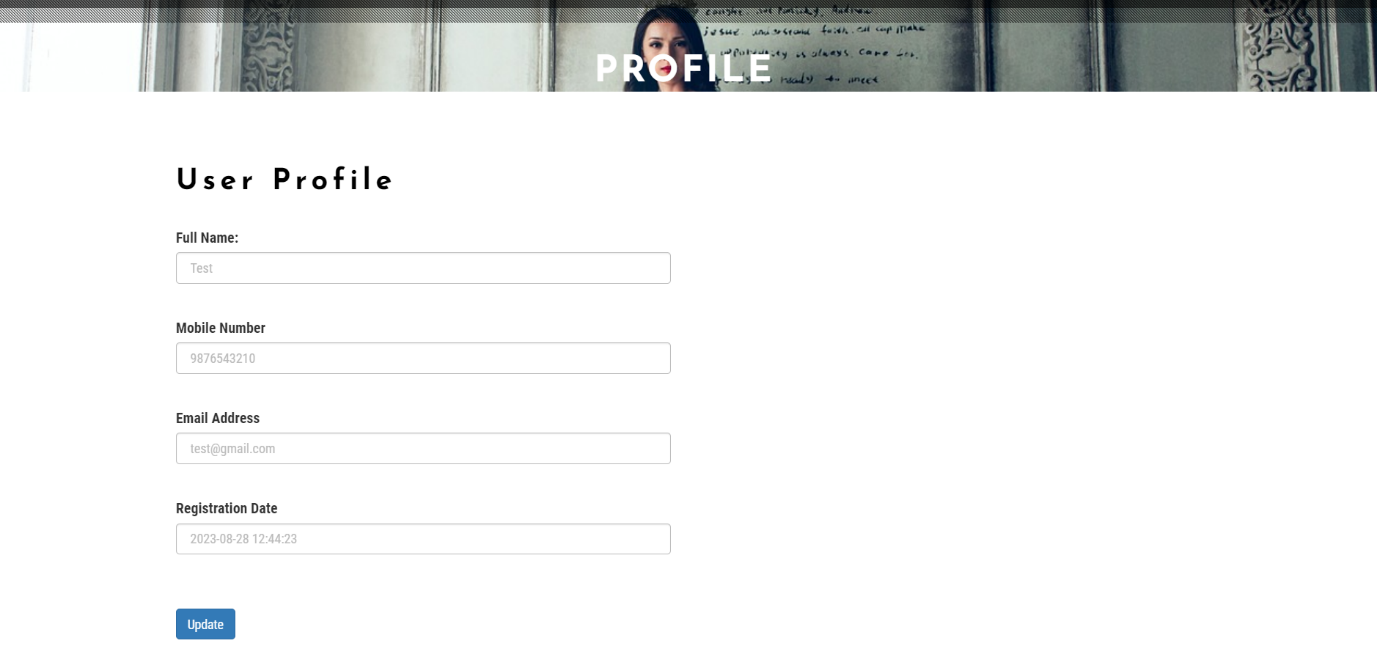 PROFILE
User Profile
Full Name:
Test
Mobile Number
9876543210
Email Address
test@gmail.com
Registration Date
2023-08-28 12:44:23
Update